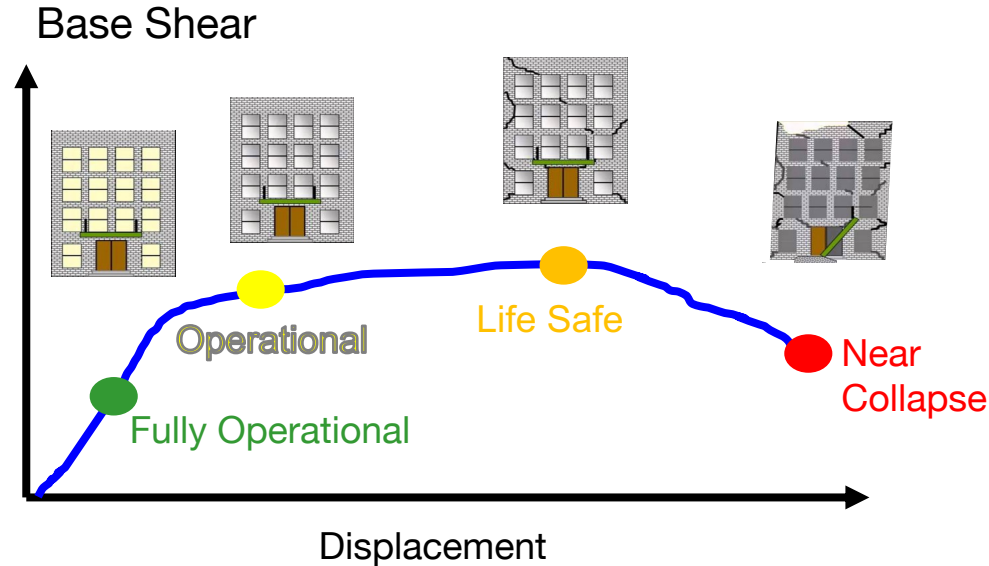 Base Shear
Operational
Life Safe
Near
Collapse
Fully Operational
Displacement